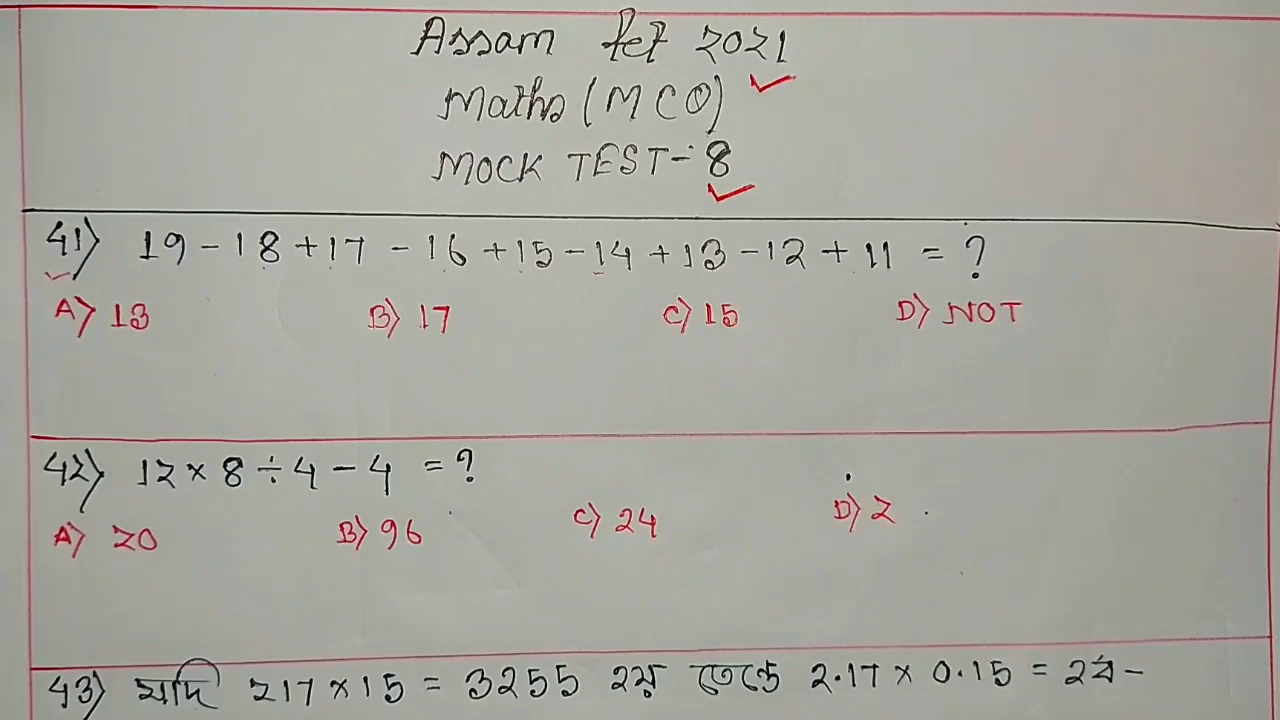 Assam Tet 2021
Maths (MCQ)
MOCK TEST-8
41) 19-18+17-16+15-14+13-12+11 = ?
A) 13 B) 17 C) 15 D) NOT
42) 12×8÷4-4 = ?
A) 20 B) 96 C) 24 D) 2
43) যদি 217×15 = 3255 হয় তেন্তে 2.17×0.15 = হব-